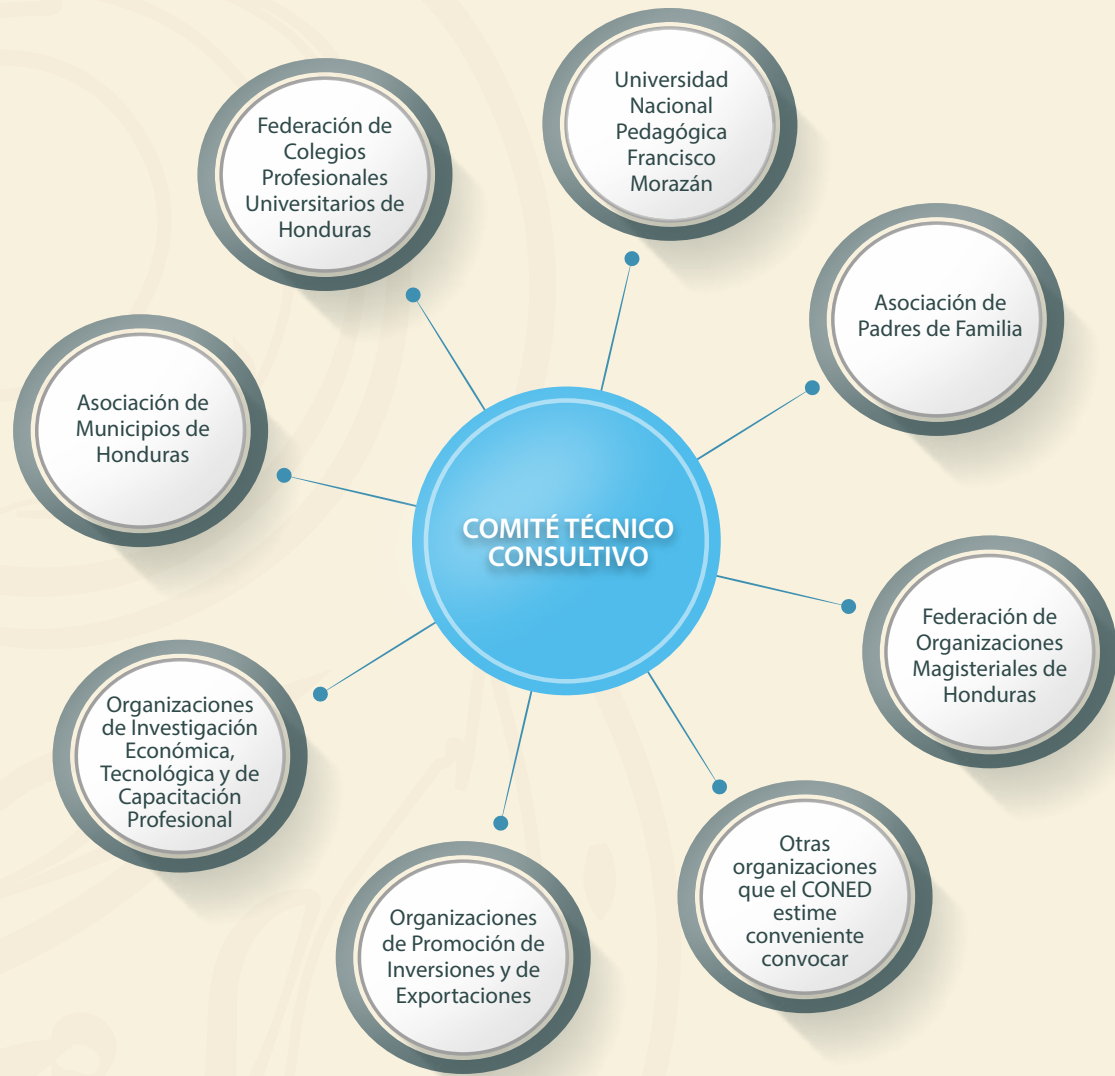 Universidad
Nacional
Pedagógica
Francisco
Morazán
Federación de
Colegios
Profesionales
Universitarios de
Honduras
Asociación de
Padres de Familia
Asociación de
Municipios de
Honduras
COMITÉ TÉCNICO
CONSULTIVO
Federación de
Organizaciones
Magisteriales de
Honduras
Organizaciones
de Investigación
Económica,
Tecnológica y de
Capacitación
Profesional
Otras
organizaciones
que el CONED
estime
conveniente
convocar
Organizaciones
de Promoción de
Inversiones y de
Exportaciones